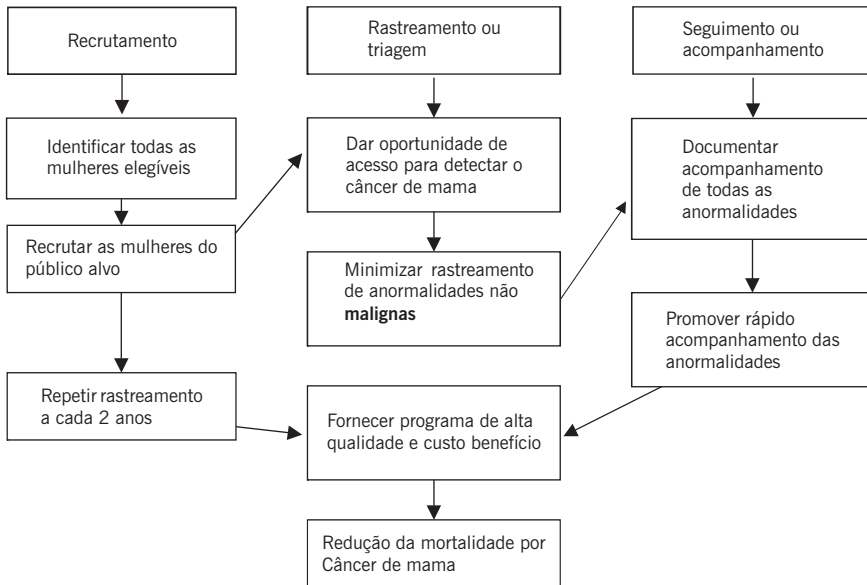 Recrutamento
Identificar todas as
mulheres elegíveis
Recrutar as mulheres do
público alvo
Repetir rastreamento
a cada 2 anos
Rastreamento ou
triagem
Dar oportunidade de
acesso para detectar o
câncer de mama
Minimizar rastreamento
de anormalidades não
malignas
Fornecer programa de alta
qualidade e custo benefício
Redução da mortalidade por
Câncer de mama
Seguimento ou
acompanhamento
Documentar
acompanhamento
de todas as
anormalidades
Promover rápido
acompanhamento das
anormalidades